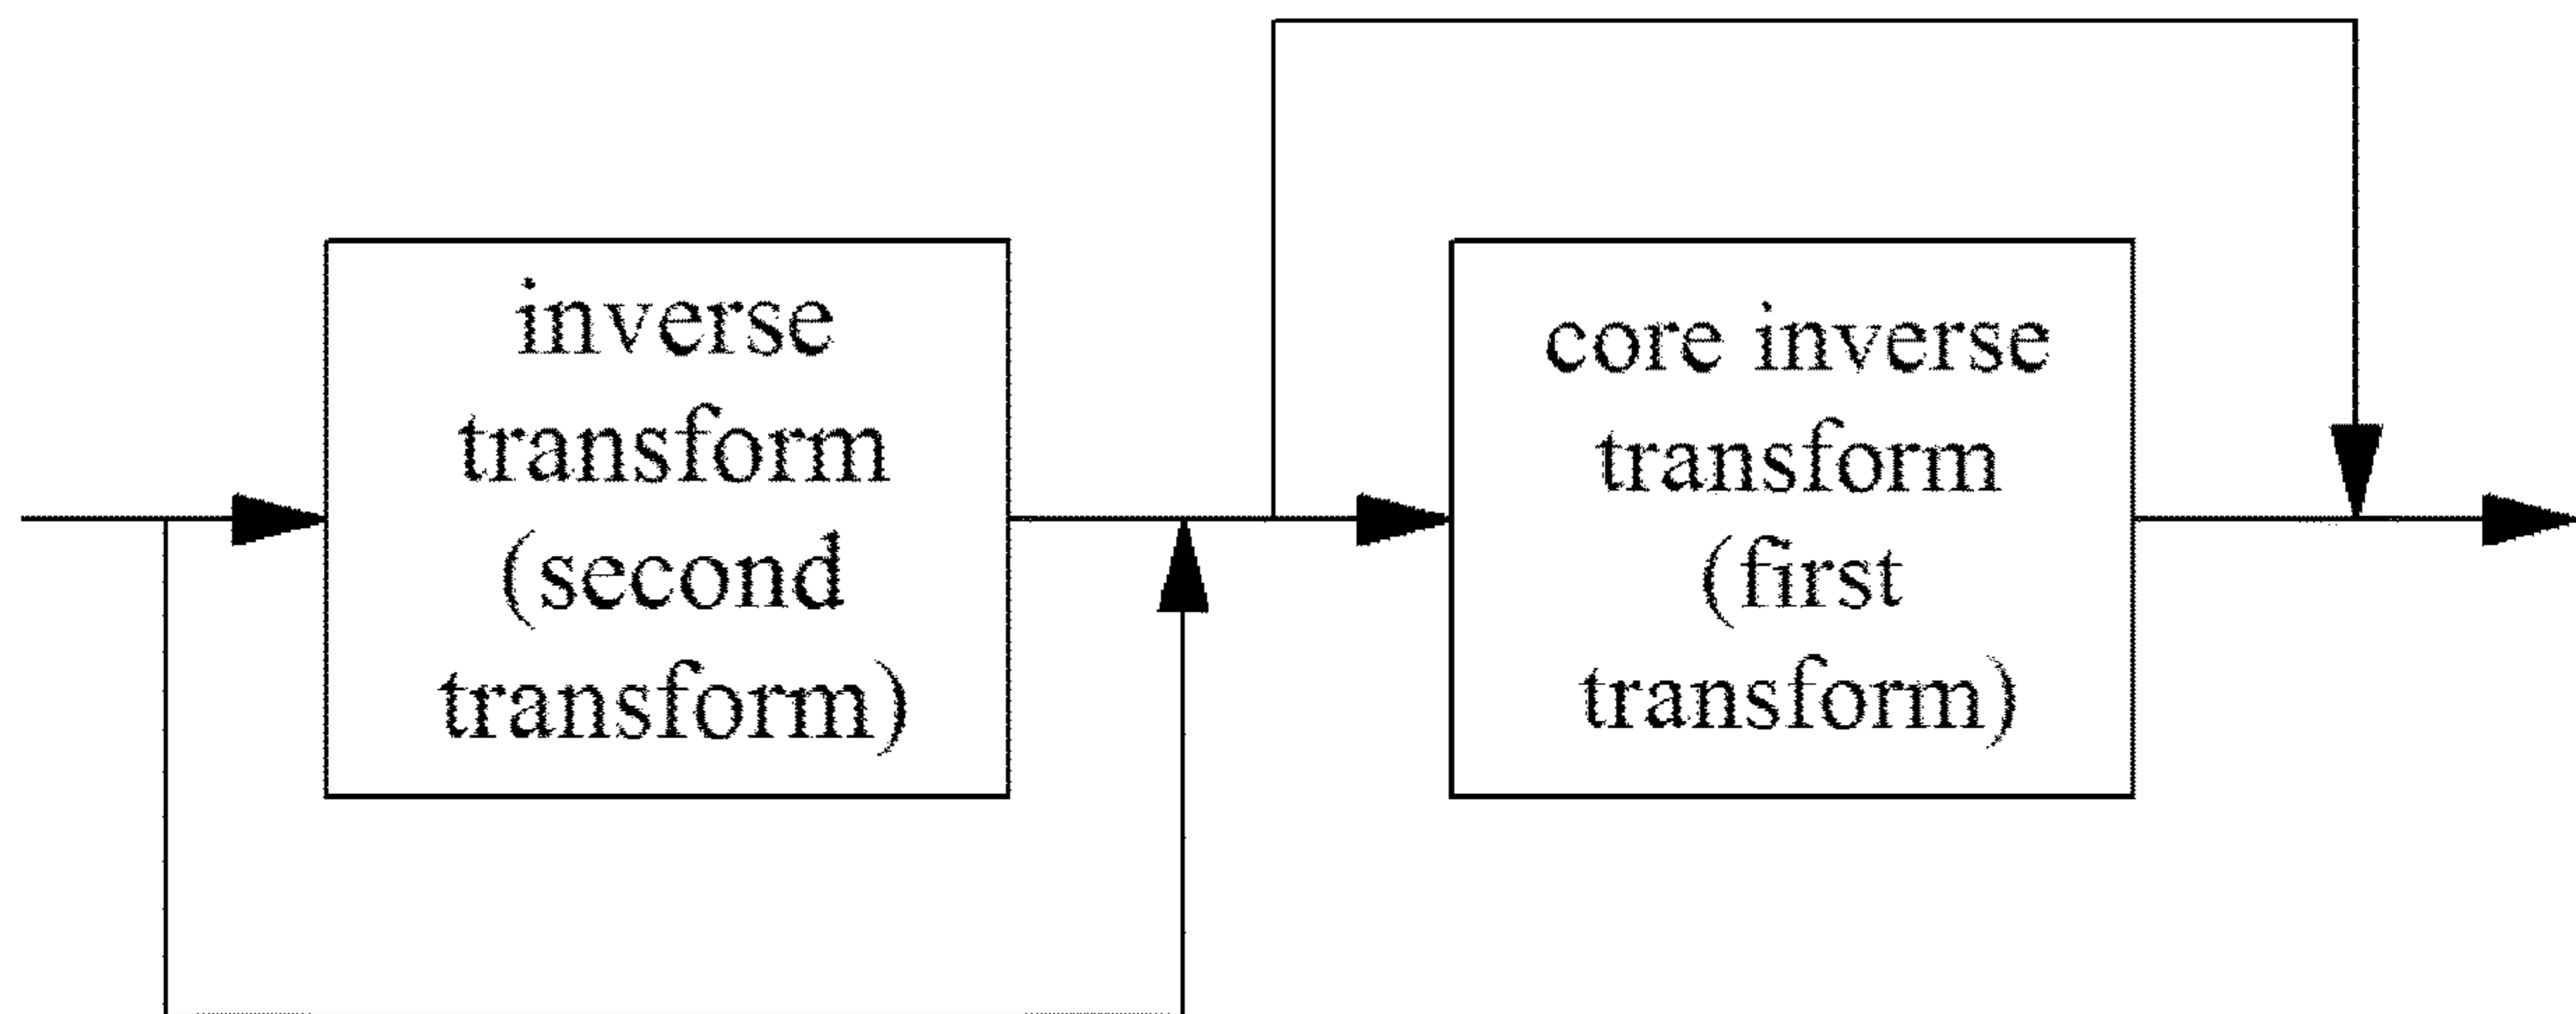 inverse
transform
(second
transform)
core inverse
transform
(first
transform)